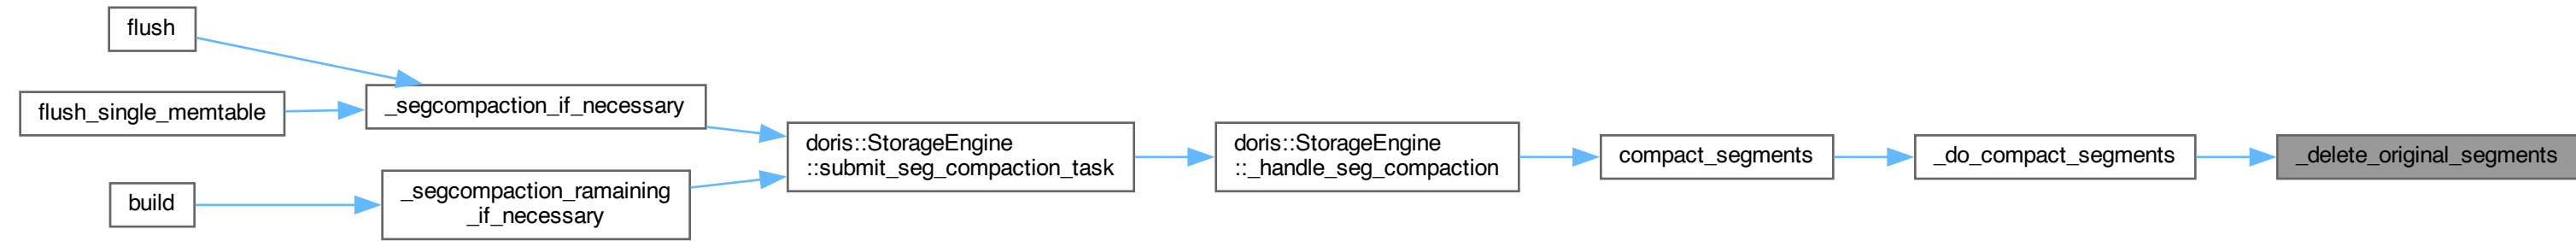 flush
flush_single_memtable
build
_segcompaction_if_necessary
_segcompaction_ramaining
_if_necessary
doris::StorageEngine
::submit_seg_compaction_task
doris::StorageEngine
::_handle_seg_compaction
compact_segments
_do_compact_segments
_delete_original_segments